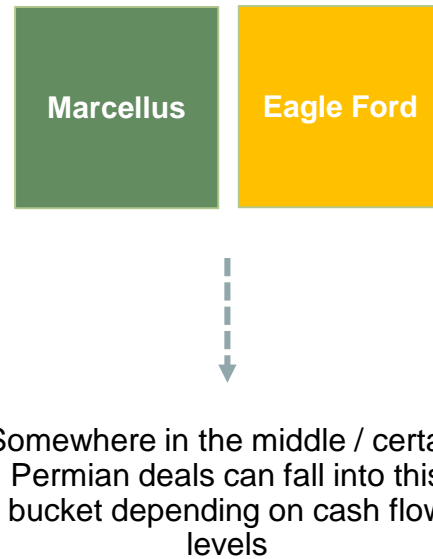 Marcellus
Eagle Ford
Somewhere in the middle / certa
Permian deals can fall into this
bucket depending on cash flow
levels